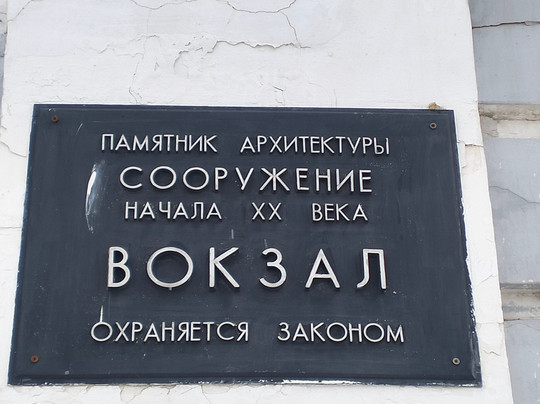 ПАМЯТНИК АРХИТЕКТУРЫ
СООРУЖЕНИЕ
НАЧАЛА XX ВЕКА
ВОКЗАЛ
ОХРАНЯЕТСЯ ЗАКОНОМ